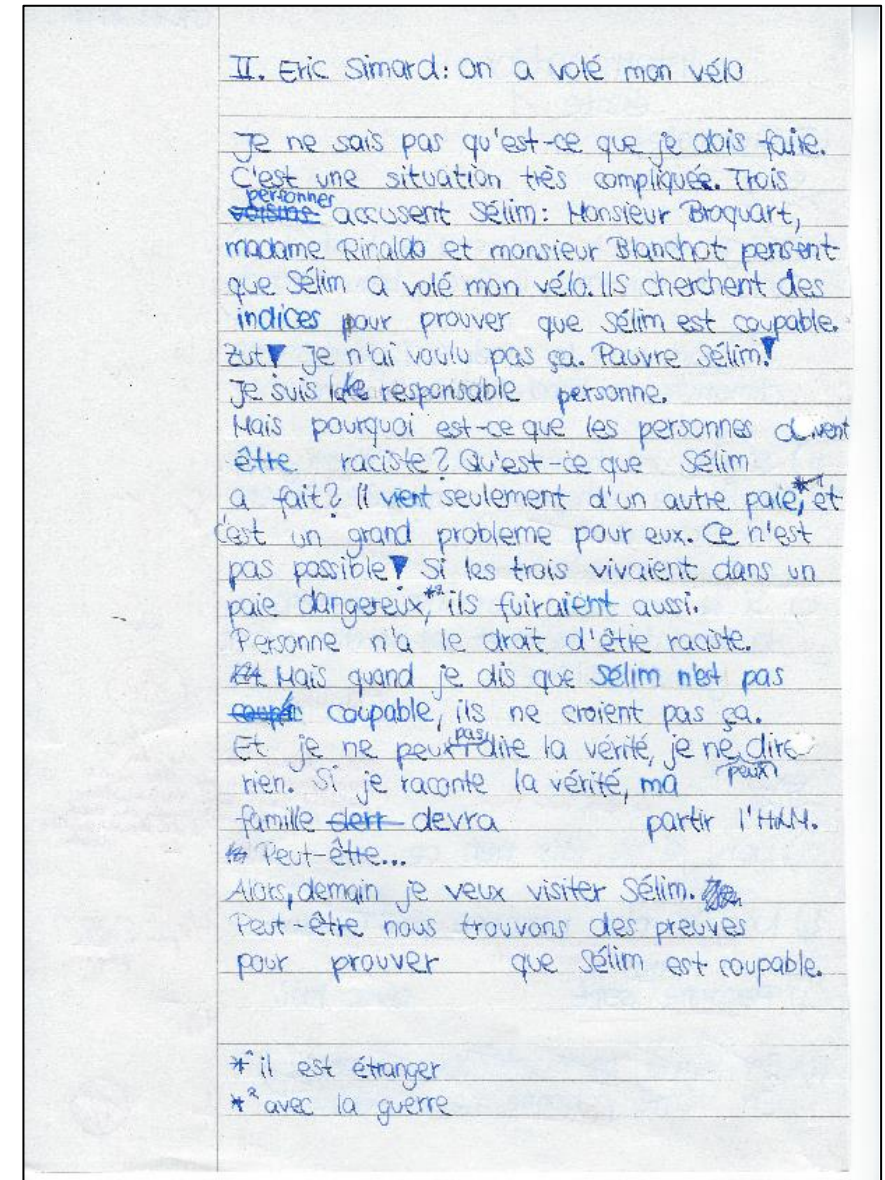 II. Eric Simard: On a volé mon vélo
Je ne sais pas qu'est-ce que je dois faire.
C'est une situation très compliquée. Trois
personnes
voisins accusent Sélim: Monsieur Broquart,
madame Rinaldo et monsieur Blanchot pensent
que Sélim a volé mon vélo. Ils cherchent des
indices pour prouver que Sélim est coupable.
Zut! Je n'ai voulu pas ça. Pauvre Sélim!
Je suis la responsable personne.
Mais pourquoi est-ce que les personnes doivent
être raciste? Qu'est-ce que Sélim
a fait? Il vient seulement d'un autre paie,*1 et
c'est un grand probleme pour eux. Ce n'est
pas possible! Si les trois vivaient dans un
paie dangereux,*2 ils fuiraient aussi.
Personne n'a le droit d'être raciste.
Mais quand je dis que Sélim n'est pas
coupable, ils ne croient pas ça.
Et je ne peux pas dire la vérité, je ne peux dire
rien. Si je raconte la vérité, ma
famille devra partir l'HLM.
Peut-être...
Alors, demain je veux visiter Sélim.
Peut-être nous trouvons des preuves
pour prouver que Sélim est coupable.
*1 il est étranger
*2 avec la guerre